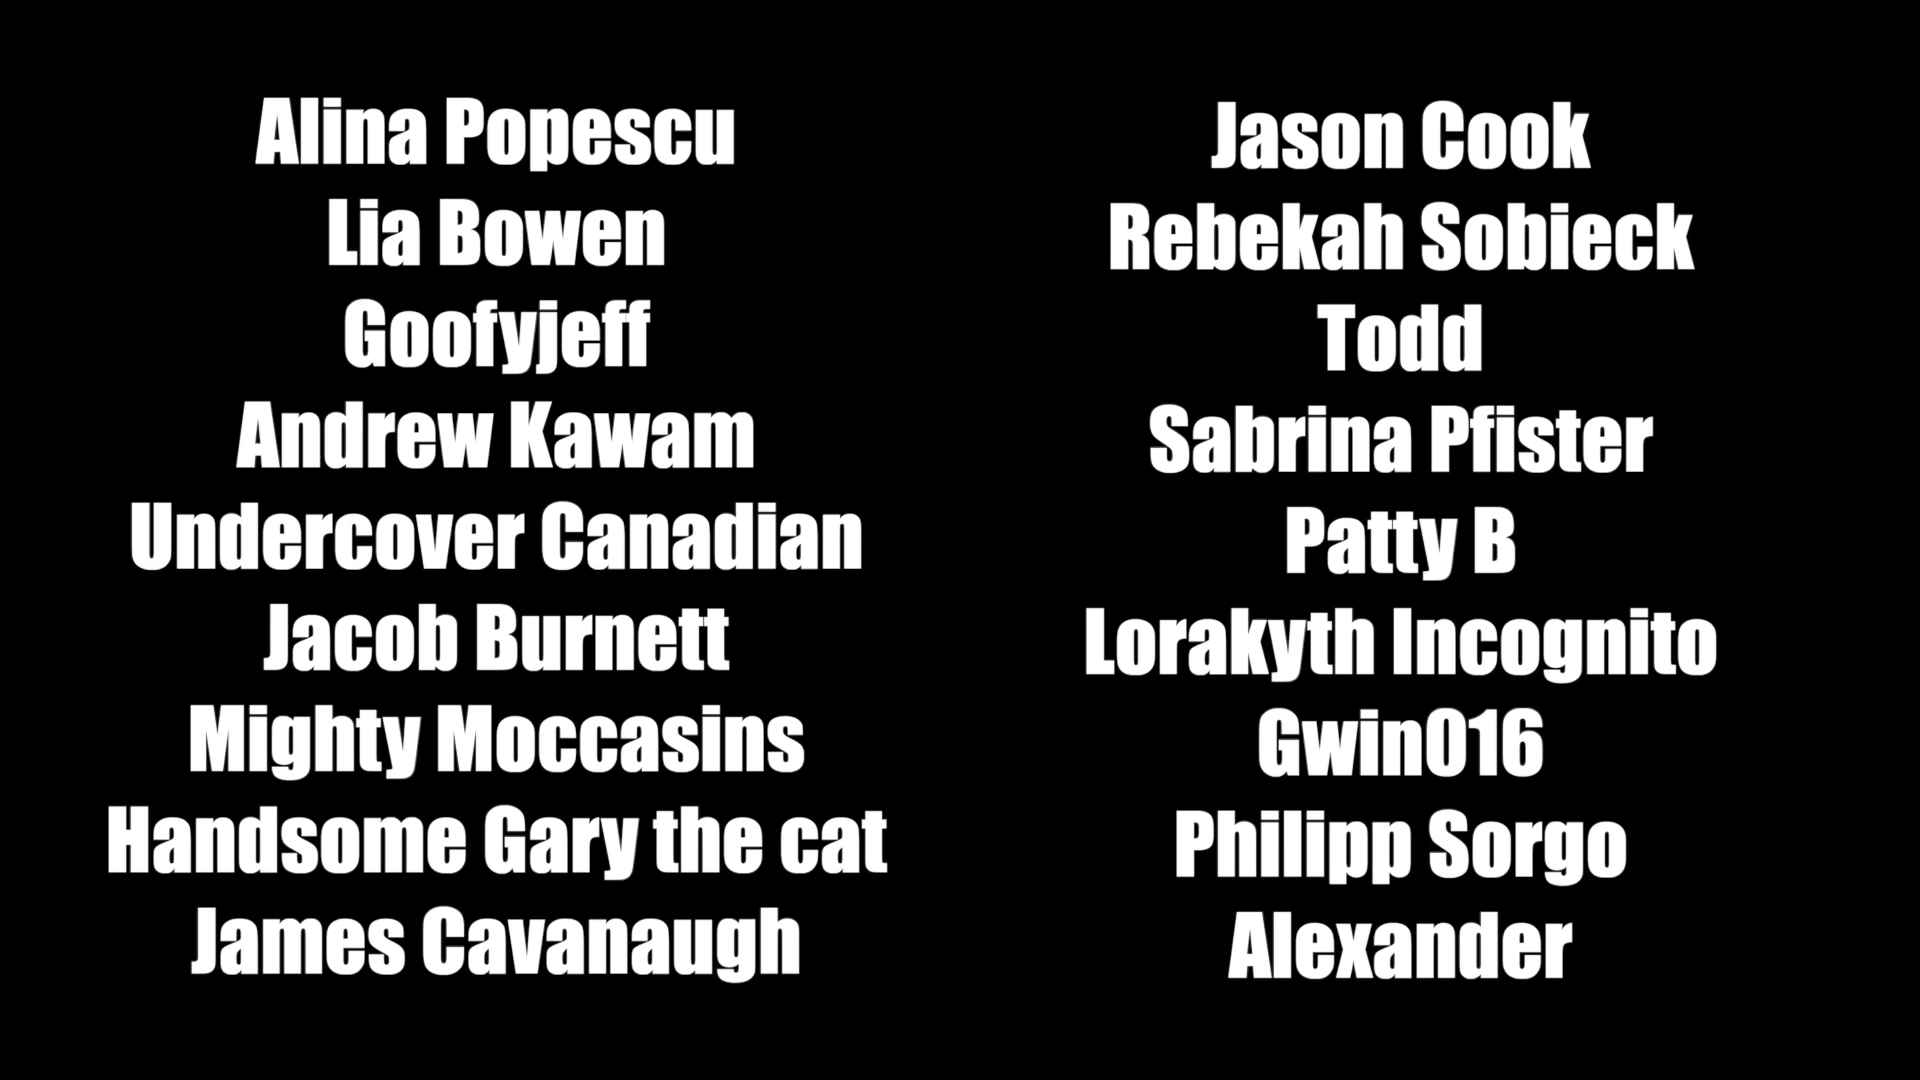 Alina Popescu
Lia Bowen
Goofyjeff
Andrew Kawam
Undercover Canadian
Jacob Burnett
Mighty Moccasins
Handsome Gary the cat
James Cavanaugh
Jason Cook
Rebekah Sobieck
Todd
Sabrina Pfister
Patty B
Lorakyth Incognito
Gwin016
Philipp Sorgo
Alexander